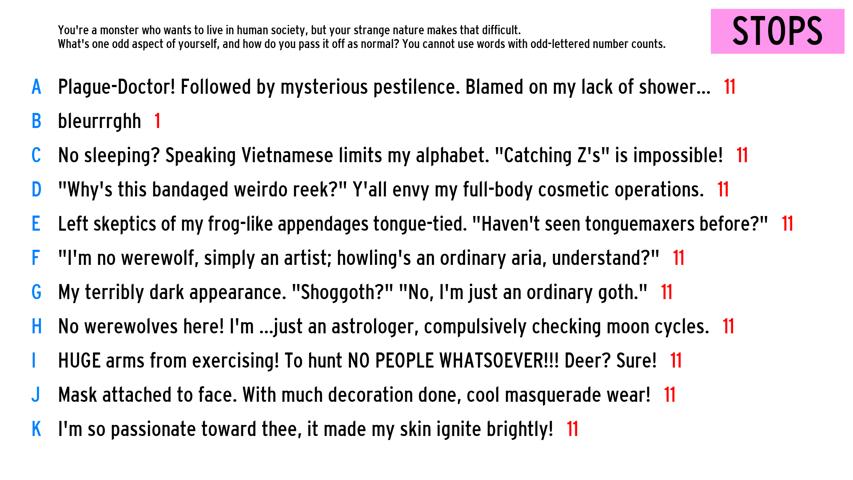 You're a monster who wants to live in human society, but your strange nature makes that difficult.
What's one odd aspect of yourself, and how do you pass it off as normal? You cannot use words with odd-lettered number counts.
STOPS
A Plague-Doctor! Followed by mysterious pestilence. Blamed on my lack of shower... 11
B bleurrrghh 1
C No sleeping? Speaking Vietnamese limits my alphabet. "Catching Z's" is impossible! 11
D "Why's this bandaged weirdo reek?" Y'all envy my full-body cosmetic operations. 11
E Left skeptics of my frog-like appendages tongue-tied. "Haven't seen tonguemaxers before?" 11
F "I'm no werewolf, simply an artist; howling's an ordinary aria, understand?" 11
G My terribly dark appearance. "Shoggoth?" "No, I'm just an ordinary goth." 11
H No werewolves here! I'm ...just an astrologer, compulsively checking moon cycles. 11
I HUGE arms from exercising! To hunt NO PEOPLE WHATSOEVER!!! Deer? Sure! 11
J Mask attached to face. With much decoration done, cool masquerade wear! 11
K I'm so passionate toward thee, it made my skin ignite brightly! 11